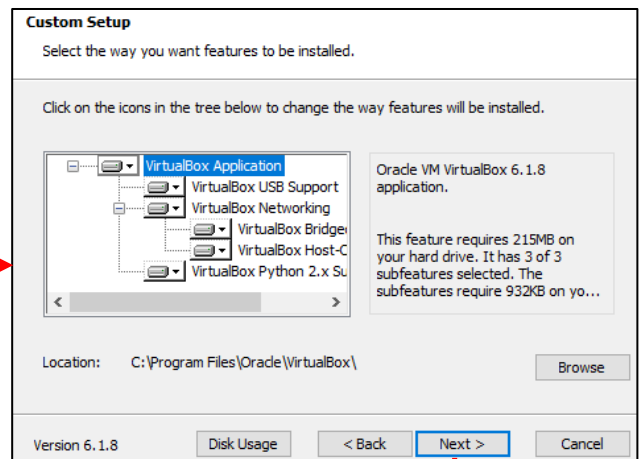 Custom Setup
Select the way you want features to be installed.
Click on the icons in the tree below to change the way features will be installed.
VirtualBox Application
VirtualBox USB Support
VirtualBox Networking
VirtualBox Bridge
VirtualBox Host-C
VirtualBox Python 2.x Su
Oracle VM VirtualBox 6.1.8
application.
This feature requires 215MB on
your hard drive. It has 3 of 3
subfeatures selected. The
subfeatures require 932KB on yo...
Location: C:\Program Files\Oracle\VirtualBox\
Browse
Version 6.1.8
Disk Usage
< Back
Next >
Cancel